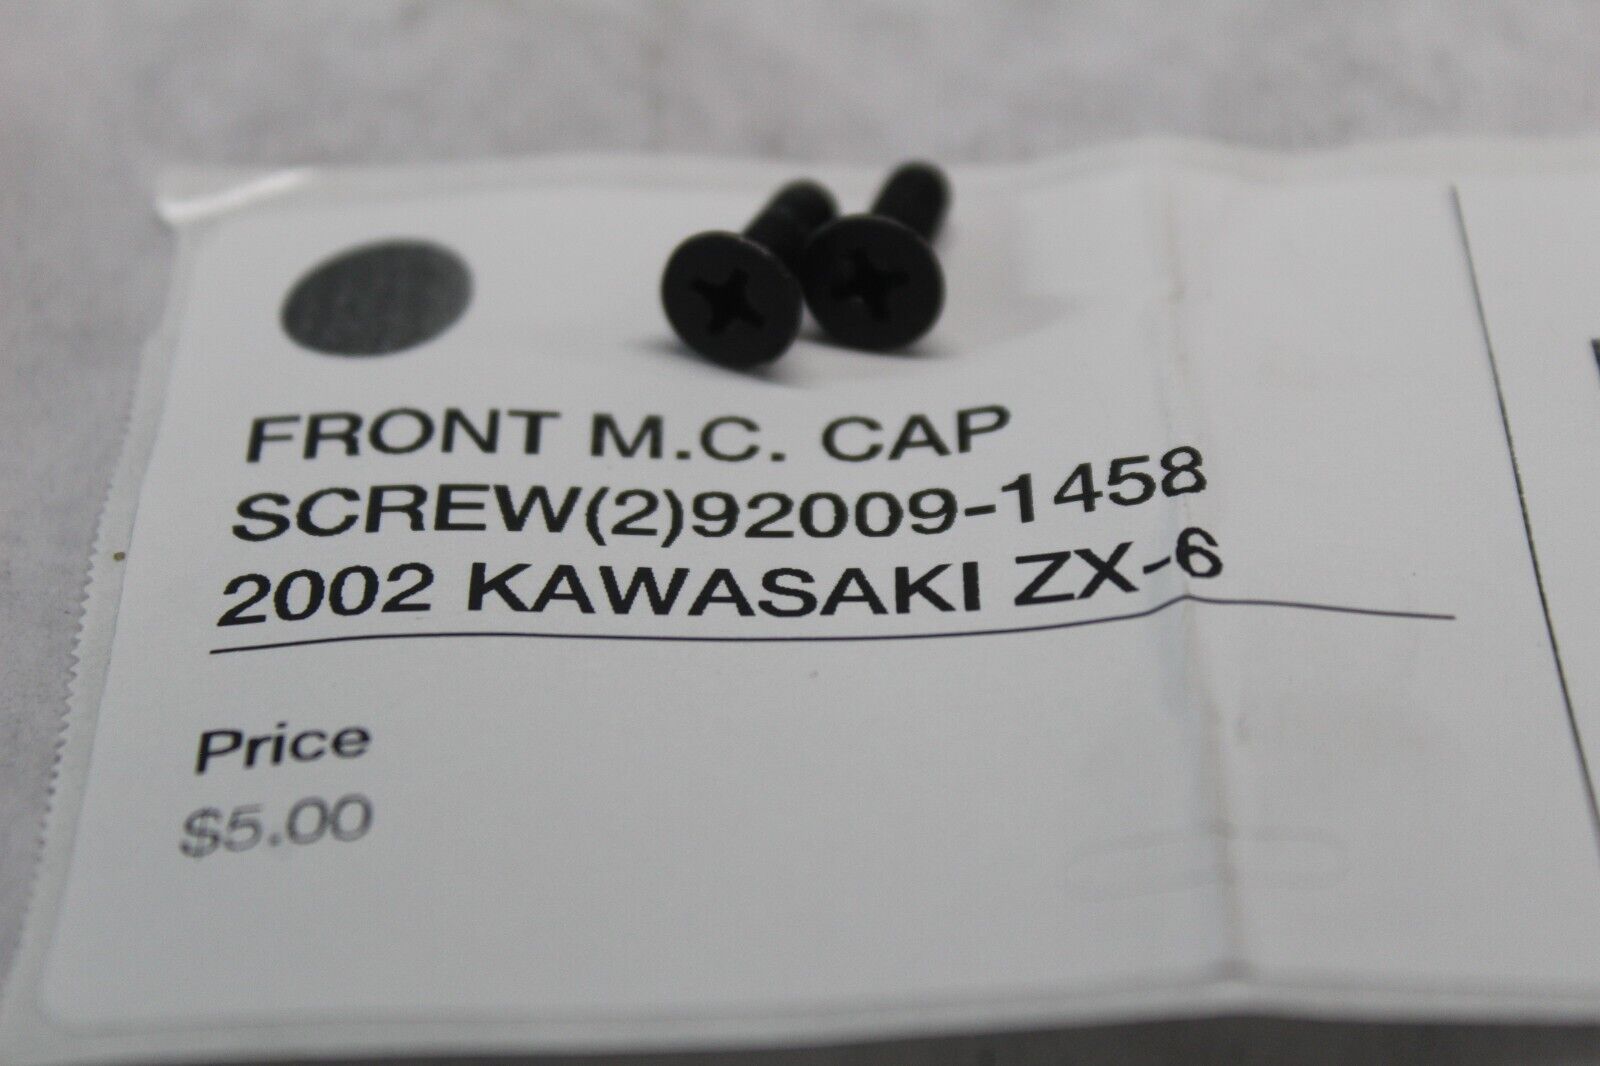 FRONT M.C. CAP
SCREW(2)92009-1458
2002 KAWASAKI ZX-6
Price
$5.00